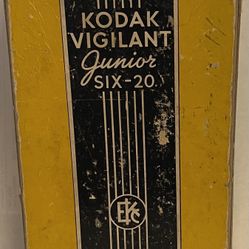 KODAK
VIGILANT
Junior
SIX-20
EKC